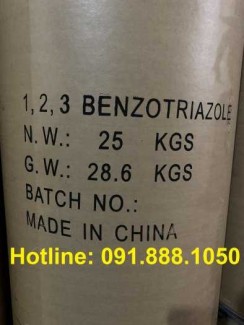 1,2,3 BENZOTRIAZOLE
N.W.: 25 KGS
G.W.: 28.6 KGS
BATCH NO.:
MADE IN CHINA
Hotline: 091.888.1050